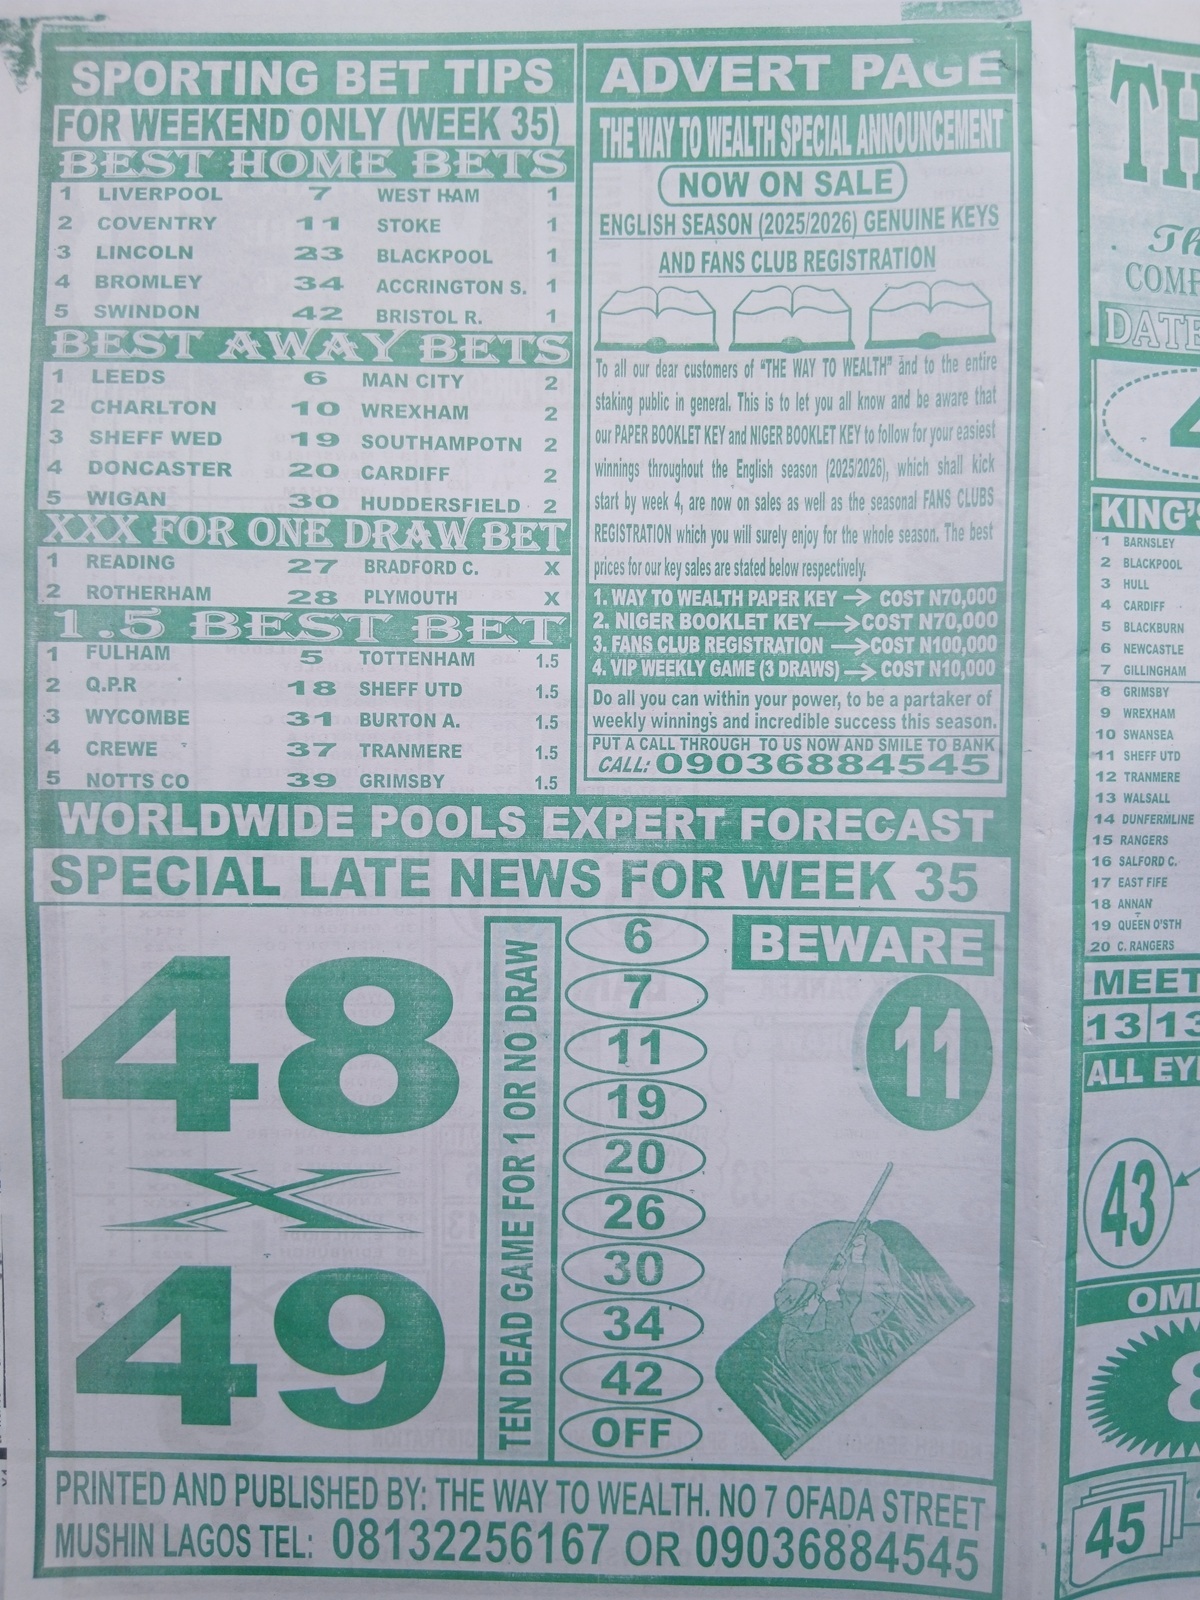 SPORTING BET TIPS
FOR WEEKEND ONLY (WEEK 35)
BEST HOME BETS
1 LIVERPOOL 7 WEST HAM 1
2 COVENTRY 11 STOKE 1
3 LINCOLN 23 BLACKPOOL 1
4 BROMLEY 34 ACCRINGTON S. 1
5 SWINDON 42 BRISTOL R. 1
BEST AWAY BETS
1 LEEDS 6 MAN CITY 2
2 CHARLTON 10 WREXHAM 2
3 SHEFF WED 19 SOUTHAMPOTN 2
4 DONCASTER 20 CARDIFF 2
5 WIGAN 30 HUDDERSFIELD 2
XXX FOR ONE DRAW BET
1 READING 27 BRADFORD C. X
2 ROTHERHAM 28 PLYMOUTH X
1.5 BEST BET
1 FULHAM 5 TOTTENHAM 1.5
2 Q.P.R 18 SHEFF UTD 1.5
3 WYCOMBE 31 BURTON A. 1.5
4 CREWE 37 TRANMERE 1.5
5 NOTTS CO 39 GRIMSBY 1.5
ADVERT PAGE
THE WAY TO WEALTH SPECIAL ANNOUNCEMENT
NOW ON SALE
ENGLISH SEASON (2025/2026) GENUINE KEYS
AND FANS CLUB REGISTRATION
To all our dear customers of "THE WAY TO WEALTH" and to the entire
staking public in general. This is to let you all know and be aware that
our PAPER BOOKLET KEY and NIGER BOOKLET KEY to follow for your easiest
winnings throughout the English season (2025/2026), which shall kick
start by week 4, are now on sales as well as the seasonal FANS CLUBS
REGISTRATION which you will surely enjoy for the whole season. The best
prices for our key sales are stated below respectively.
1. WAY TO WEALTH PAPER KEY → COST N70,000
2. NIGER BOOKLET KEY → COST N70,000
3. FANS CLUB REGISTRATION → COST N100,000
4. VIP WEEKLY GAME (3 DRAWS) → COST N10,000
Do all you can within your power, to be a partaker of
weekly winning's and incredible success this season.
PUT A CALL THROUGH TO US NOW AND SMILE TO BANK
CALL: 09036884545
WORLDWIDE POOLS EXPERT FORECAST
SPECIAL LATE NEWS FOR WEEK 35
48
X
49
TEN DEAD GAME FOR 1 OR NO DRAW
6
7
11
19
20
26
30
34
42
OFF
BEWARE
11
PRINTED AND PUBLISHED BY: THE WAY TO WEALTH. NO 7 OFADA STREET
MUSHIN LAGOS TEL: 08132256167 OR 09036884545
KING'S
1 BARNSLEY
2 BLACKPOOL
3 HULL
4 CARDIFF
5 BLACKBURN
6 NEWCASTLE
7 GILLINGHAM
8 GRIMSBY
9 WREXHAM
10 SWANSEA
11 SHEFF UTD
12 TRANMERE
13 WALSALL
14 DUNFERMLINE
15 RANGERS
16 SALFORD C.
17 EAST FIFE
18 ANNAN
19 QUEEN O'STH
20 C. RANGERS
MEET
13
ALL
43
45